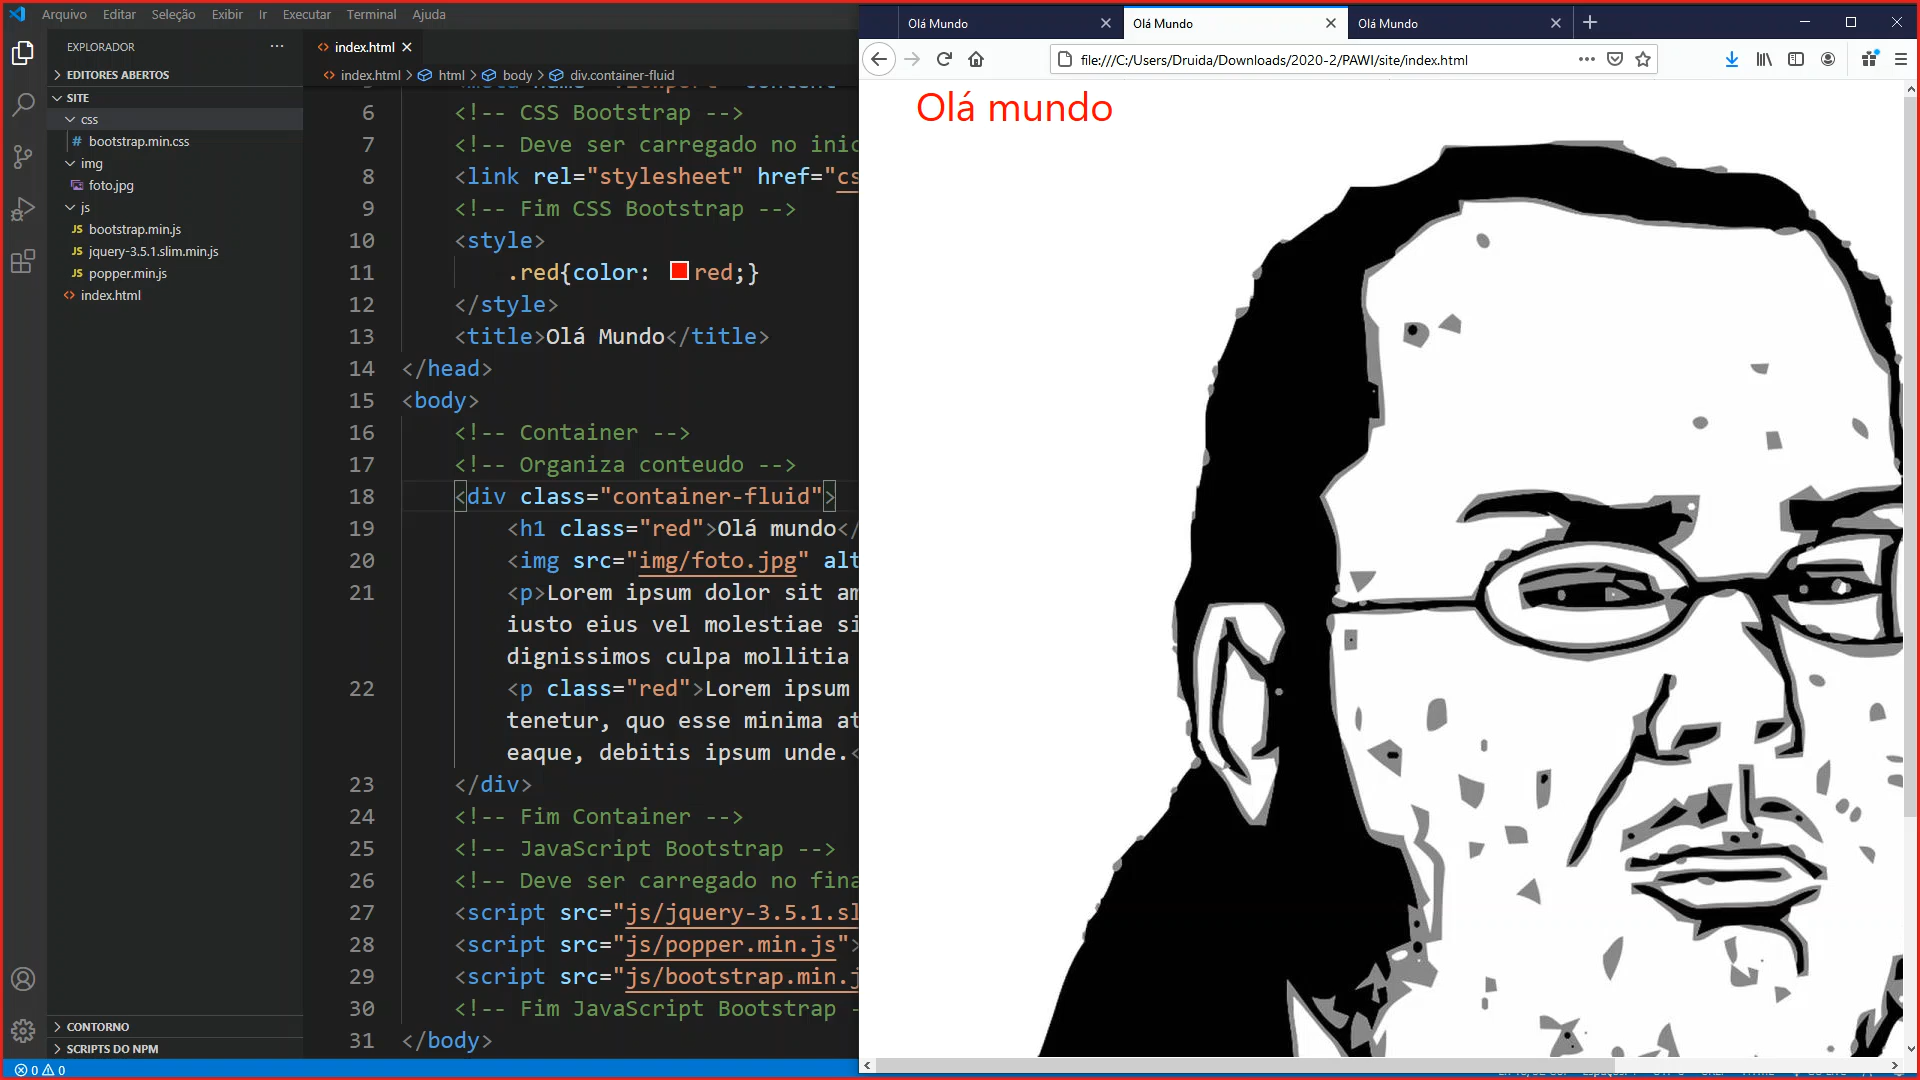 Arquivo Editar Seleção Exibir Ir Executar Terminal Ajuda
EXPLORADOR ...
EDITORES ABERTOS
SITE
css
# bootstrap.min.css
img
foto.jpg
js
JS bootstrap.min.js
JS jquery-3.5.1.slim.min.js
JS popper.min.js
<> index.html
CONTORNO
SCRIPTS DO NPM
0 0
<> index.html
<> index.html > html > body > div.container-fluid
6 <!-- CSS Bootstrap -->
7 <!-- Deve ser carregado no inic
8 <link rel="stylesheet" href="cs
9 <!-- Fim CSS Bootstrap -->
10 <style>
11 .red{color: red;}
12 </style>
13 <title>Olá Mundo</title>
14 </head>
15 <body>
16 <!-- Container -->
17 <!-- Organiza conteudo -->
18 <div class="container-fluid">
19 <h1 class="red">Olá mundo</
20 <img src="img/foto.jpg" alt
21 <p>Lorem ipsum dolor sit am
iusto eius vel molestiae si
dignissimos culpa mollitia
22 <p class="red">Lorem ipsum
tenetur, quo esse minima at
eaque, debitis ipsum unde.<
23 </div>
24 <!-- Fim Container -->
25 <!-- JavaScript Bootstrap -->
26 <!-- Deve ser carregado no fina
27 <script src="js/jquery-3.5.1.sl
28 <script src="js/popper.min.js">
29 <script src="js/bootstrap.min.j
30 <!-- Fim JavaScript Bootstrap -
31 </body>
Olá Mundo
Olá Mundo
Olá Mundo
file:///C:/Users/Druida/Downloads/2020-2/PAWI/site/index.html
Olá mundo